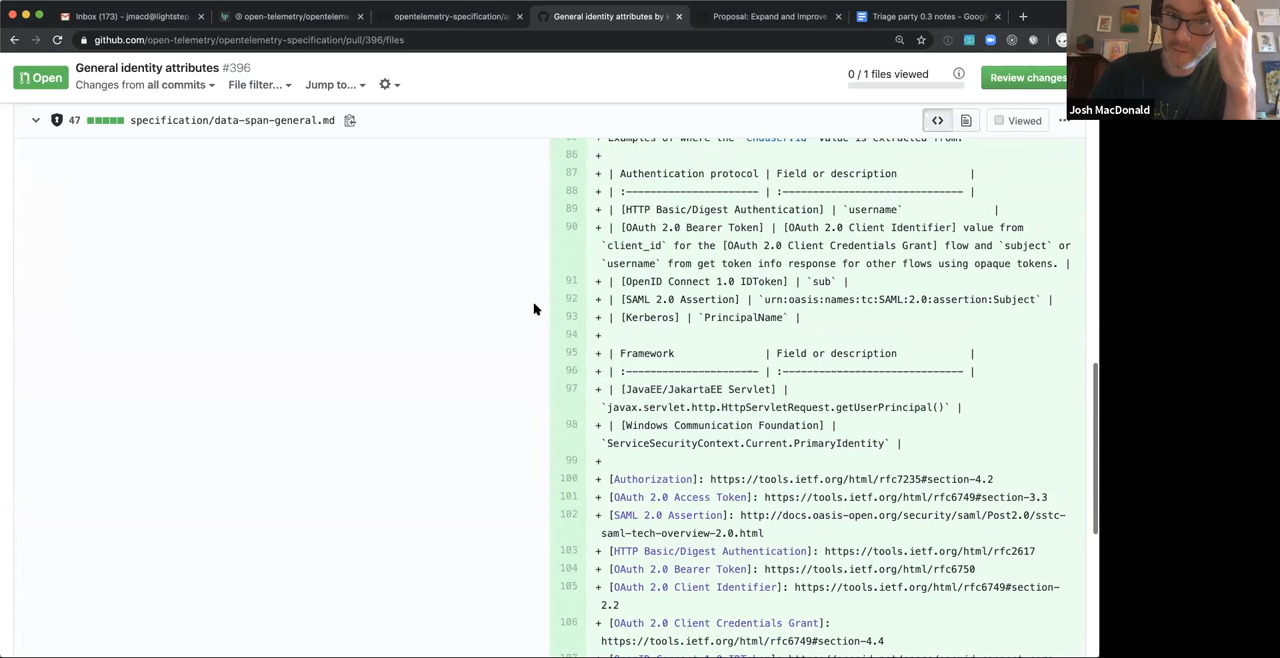 Inbox (173) - jmacd@lightstep.
open-telemetry/openteleme
opentelemetry-specification/a
General identity attributes by
Proposal: Expand and Improve
Triage party 0.3 notes - Google
github.com/open-telemetry/opentelemetry-specification/pull/396/files
Open
General identity attributes #396
Changes from all commits
File filter...
Jump to...
0 / 1 files viewed
Review changes
Josh MacDonald
47 specification/data-span-general.md
Viewed
86 +
87 + | Authentication protocol | Field or description |
88 + | :---------------------- | :------------------------------ |
89 + | [HTTP Basic/Digest Authentication] | `username` |
90 + | [OAuth 2.0 Bearer Token] | [OAuth 2.0 Client Identifier] value from
`client_id` for the [OAuth 2.0 Client Credentials Grant] flow and `subject` or
`username` from get token info response for other flows using opaque tokens. |
91 + | [OpenID Connect 1.0 IDToken] | `sub` |
92 + | [SAML 2.0 Assertion] | `urn:oasis:names:tc:SAML:2.0:assertion:Subject` |
93 + | [Kerberos] | `PrincipalName` |
94 +
95 + | Framework | Field or description |
96 + | :---------------------- | :------------------------------ |
97 + | [JavaEE/JakartaEE Servlet] |
`javax.servlet.http.HttpServletRequest.getUserPrincipal()` |
98 + | [Windows Communication Foundation] |
`ServiceSecurityContext.Current.PrimaryIdentity` |
99 +
100 + [Authorization]: https://tools.ietf.org/html/rfc7235#section-4.2
101 + [OAuth 2.0 Access Token]: https://tools.ietf.org/html/rfc6749#section-3.3
102 + [SAML 2.0 Assertion]: http://docs.oasis-open.org/security/saml/Post2.0/sstc-
saml-tech-overview-2.0.html
103 + [HTTP Basic/Digest Authentication]: https://tools.ietf.org/html/rfc2617
104 + [OAuth 2.0 Bearer Token]: https://tools.ietf.org/html/rfc6750
105 + [OAuth 2.0 Client Identifier]: https://tools.ietf.org/html/rfc6749#section-
2.2
106 + [OAuth 2.0 Client Credentials Grant]:
https://tools.ietf.org/html/rfc6749#section-4.4